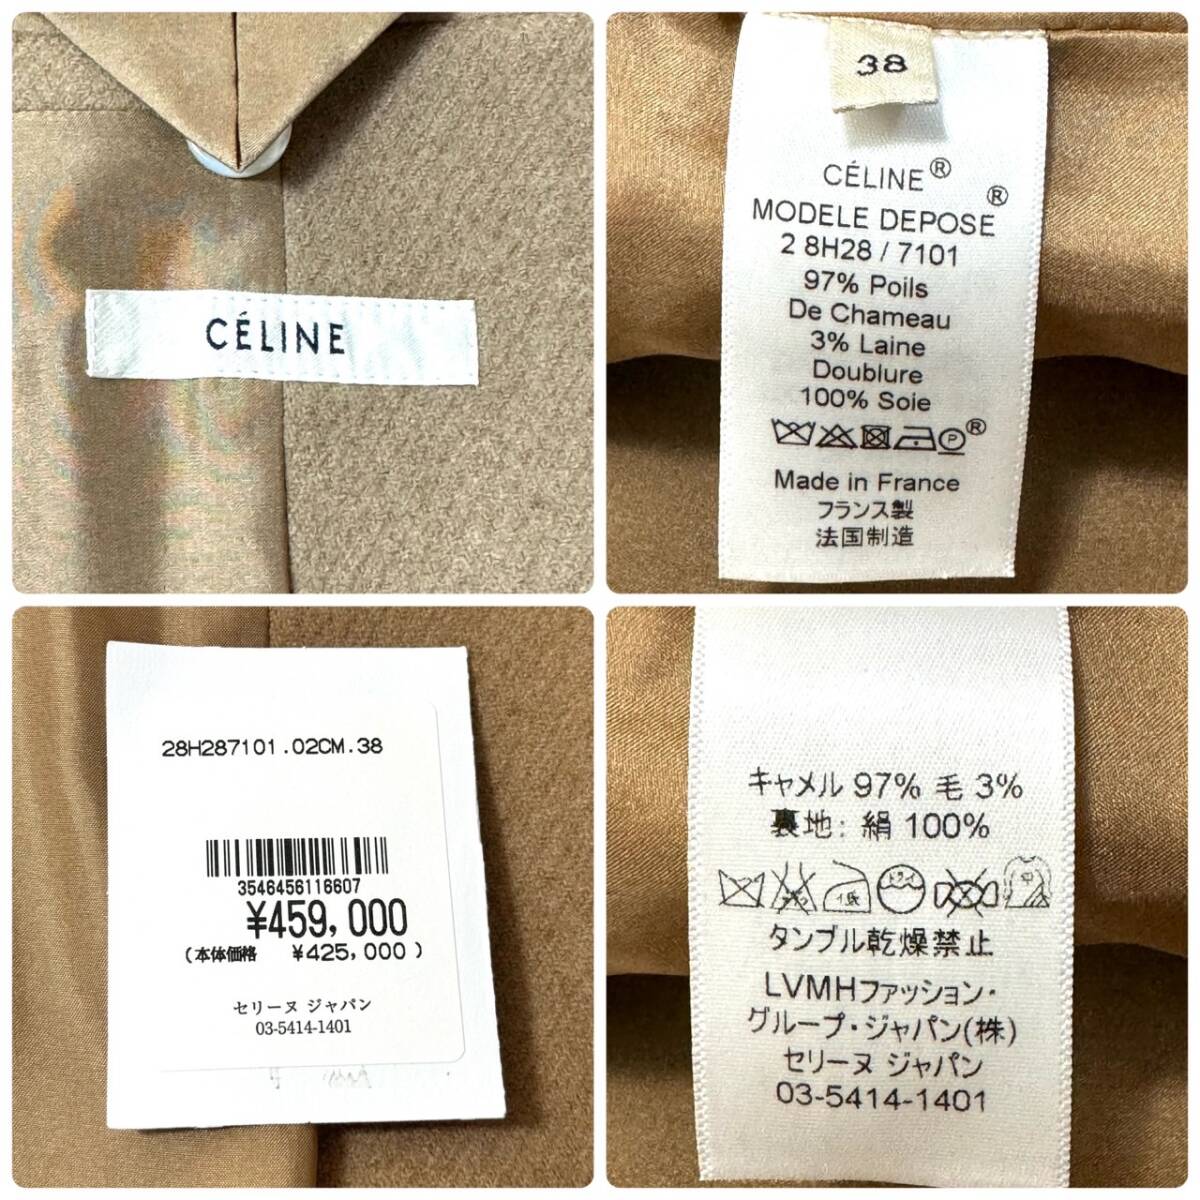 CÉLINE
38
CÉLINE®
®
MODELE DEPOSE
2 8H28 / 7101
97% Poils
De Chameau
3% Laine
Doublure
100% Soie
P
®
Made in France
フランス製
法国制造
28H287101.02CM.38
3546456116607
¥459,000
(本体価格 ¥425,000)
セリーヌ ジャパン
03-5414-1401
キャメル 97% 毛 3%
裏地: 絹 100%
低
ドライ
タンブル乾燥禁止
LVMHファッション・
グループ・ジャパン(株)
セリーヌ ジャパン
03-5414-1401